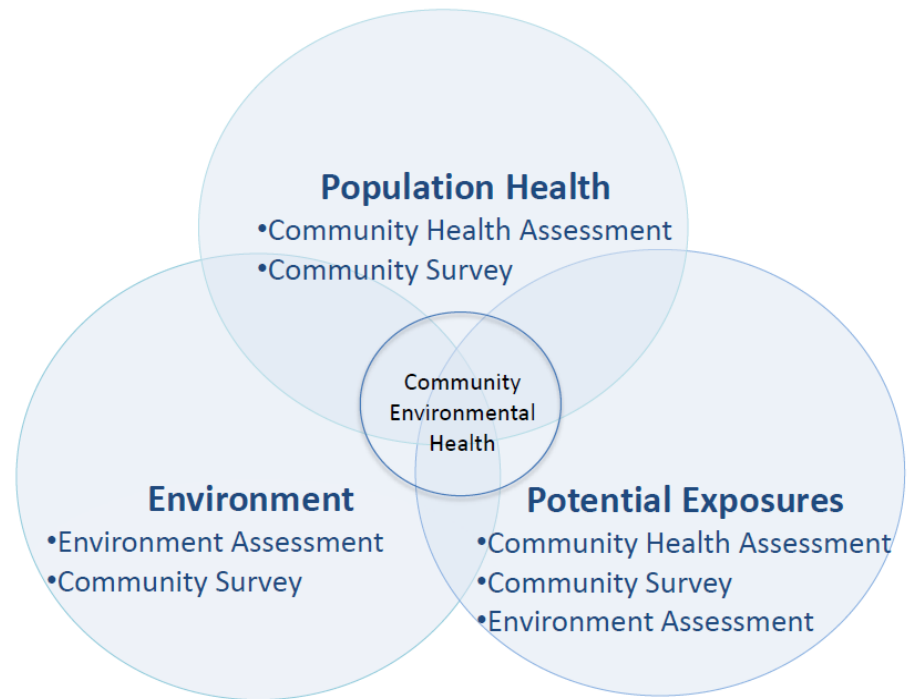 Population Health
•Community Health Assessment
•Community Survey
Community
Environmental
Health
Environment
•Environment Assessment
•Community Survey
Potential Exposures
•Community Health Assessment
•Community Survey
•Environment Assessment